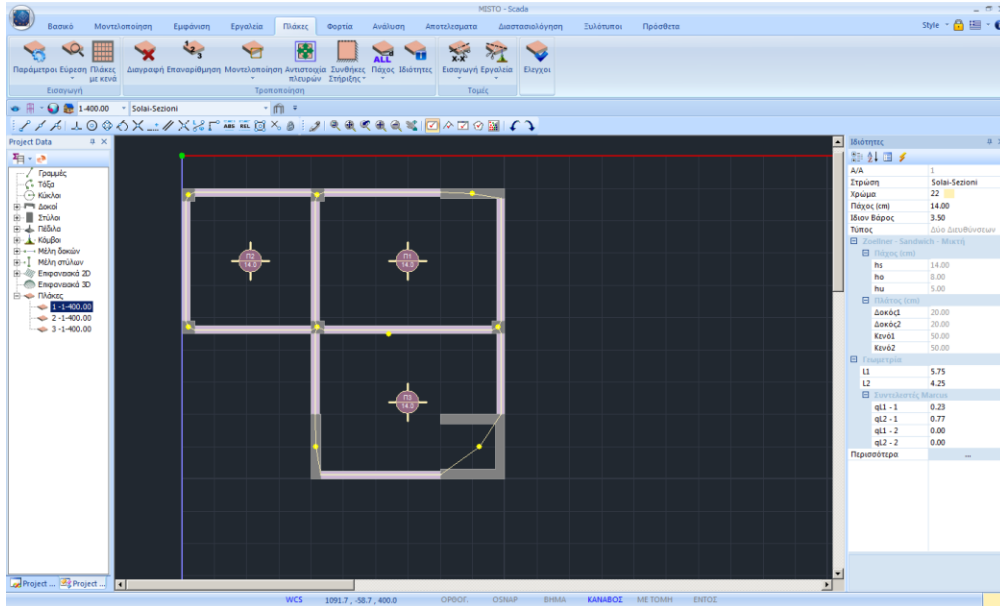 MISTO - Scada
Βασικό Μοντελοποίηση Εμφάνιση Εργαλεία Πλάκες Φορτία Ανάλυση Αποτελεσματα Διαστασιολόγηση Ξυλότυποι Πρόσθετα Style
Παράμετροι Εύρεση Πλάκες με κενά Διαγραφή Επαναρίθμηση Μοντελοποίηση Αντιστοιχία πλευρών Συνθήκες Στήριξης Πάχος Ιδιότητες Εισαγωγή Εργαλεία Ελεγχοι
Εισαγωγή Τροποποίηση Τομές
1-400.00 Solai-Sezioni
Project Data
Γραμμές
Τόξα
Κύκλοι
Δοκοί
Στύλοι
Πέδιλα
Κόμβοι
Μέλη δοκών
Μέλη στύλων
Επιφανειακά 2D
Επιφανειακά 3D
Πλάκες
1 -1-400.00
2 -1-400.00
3 -1-400.00
Π2
14.0
Π1
14.0
Π3
14.0
Ιδιότητες
Α/Α 1
Στρώση Solai-Sezioni
Χρώμα 22
Πάχος (cm) 14.00
Ιδιον Βάρος 3.50
Τύπος Δύο Διευθύνσεων
Zoellner - Sandwich - Μικτή
Πάχος (cm)
hs 14.00
ho 8.00
hu 5.00
Πλάτος (cm)
Δοκός1 20.00
Δοκός2 20.00
Κενό1 50.00
Κενό2 50.00
Γεωμετρία
L1 5.75
L2 4.25
Συντελεστές Marcus
qL1 - 1 0.23
qL2 - 1 0.77
qL1 - 2 0.00
qL2 - 2 0.00
Περισσότερα ...
Project ... Project ...
WCS 1091.7 , -58.7 , 400.0 ΟΡΘΟΓ. OSNAP ΒΗΜΑ ΚΑΝΑΒΟΣ ΜΕ ΤΟΜΗ ΕΝΤΟΣ